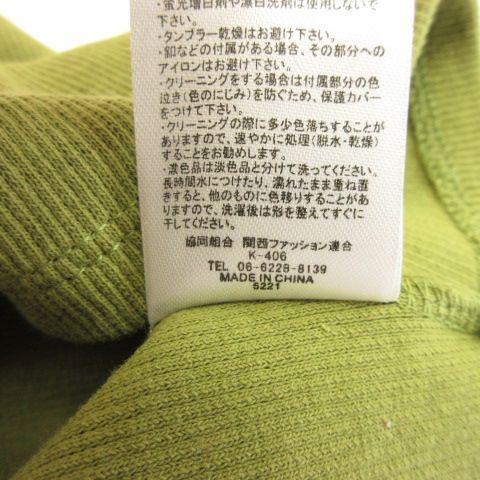 ・蛍光増白剤や漂白洗剤は使用しないで
下さい。
・タンブラー乾燥はお避け下さい。
・釦などの付属がある場合、その部分への
アイロンはお避け下さい。
・クリーニングをする場合は付属部分の色
泣き(色のにじみ)を防ぐため、保護カバー
をつけて下さい。
・クリーニングの際に多少色落ちすることが
ありますので、速やかに処理(脱水・乾燥)
することをお勧めします。
・濃色品は淡色品と分けて洗ってください。
長時間水につけたり、濡れたまま重ね置
きすると、他のものに色移りすることがあ
りますので、洗濯後は形を整えてすぐに
干してください。
協同組合 関西ファッション連合
K-406
TEL 06-6228-8139
MADE IN CHINA
5221